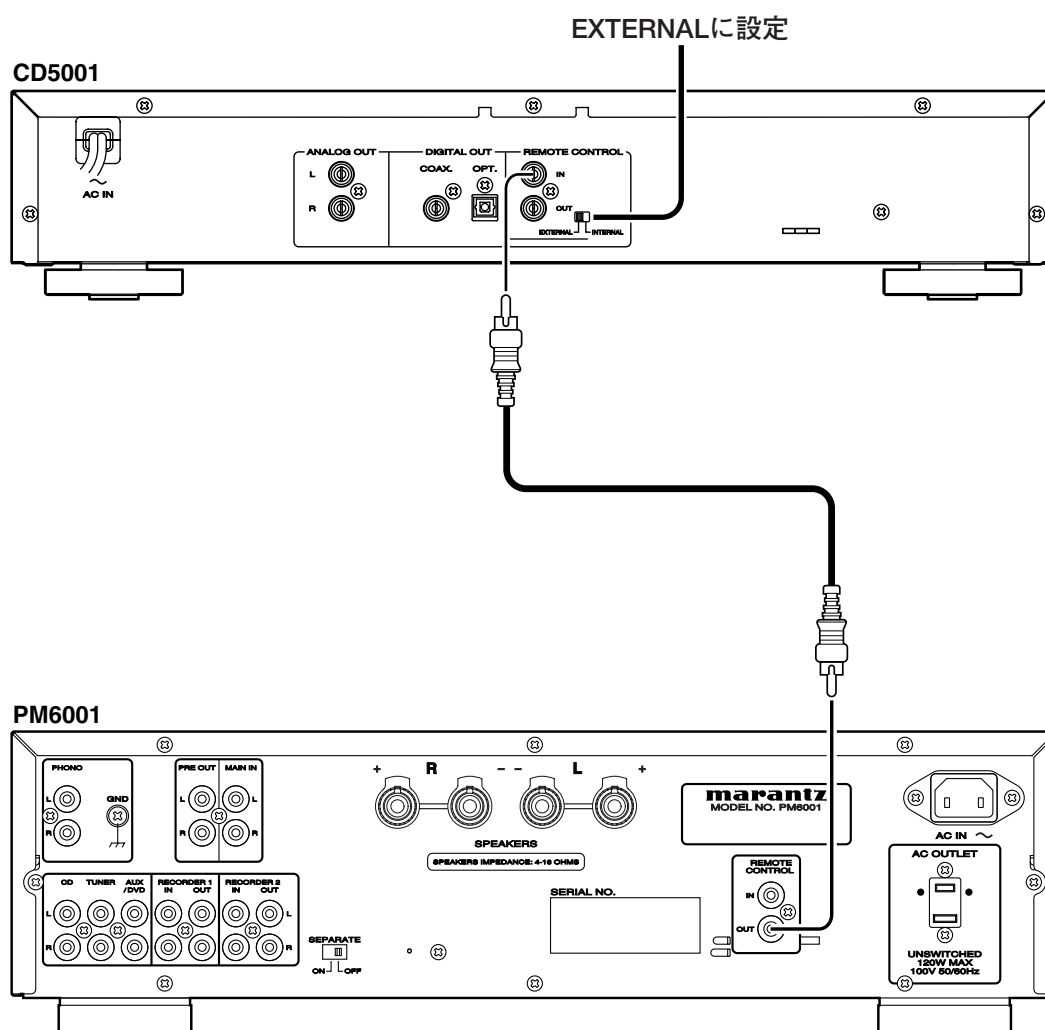 EXTERNALに設定
CD5001
ANALOG OUT
DIGITAL OUT
REMOTE CONTROL
COAX.
OPT.
L
R
IN
OUT
EXTERNAL
INTERNAL
AC IN
PM6001
PHONO
L
R
GND
PRE OUT
MAIN IN
L
R
L
R
+
R
−
−
L
+
SPEAKERS
SPEAKERS IMPEDANCE: 4-16 OHMS
marantz
MODEL NO. PM6001
AC IN
CD
TUNER
AUX
/DVD
RECORDER 1
IN
OUT
RECORDER 2
IN
OUT
L
R
L
R
SEPARATE
ON
OFF
SERIAL NO.
REMOTE
CONTROL
IN
OUT
AC OUTLET
UNSWITCHED
120W MAX
100V 50/60Hz